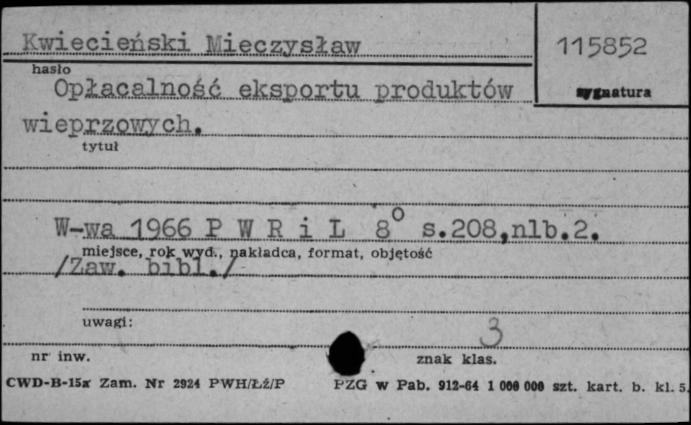 Kwiecieński Mieczysław
115852
hasło
sygnatura
Opłacalność eksportu produktów
wieprzowych.
tytuł
W-wa 1966 P W R i L 8° s.208,nlb.2.
miejsce, rok wyd., nakładca, format, objętość
/Zaw. bibl./
uwagi:
3
nr inw.
znak klas.
CWD-B-15a Zam. Nr 2924 PWH/Łź/P PZG w Pab. 912-64 1 000 000 szt. kart. b. kl. 5.